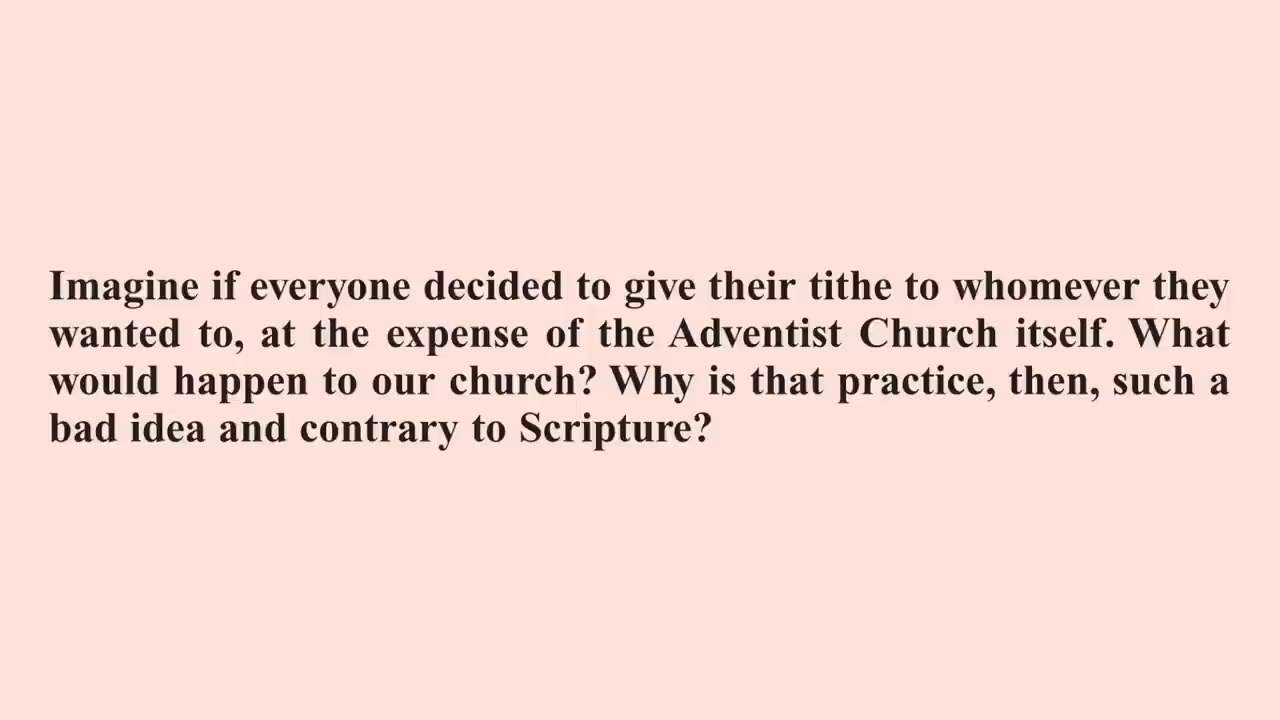 Imagine if everyone decided to give their tithe to whomever they
wanted to, at the expense of the Adventist Church itself. What
would happen to our church? Why is that practice, then, such a
bad idea and contrary to Scripture?